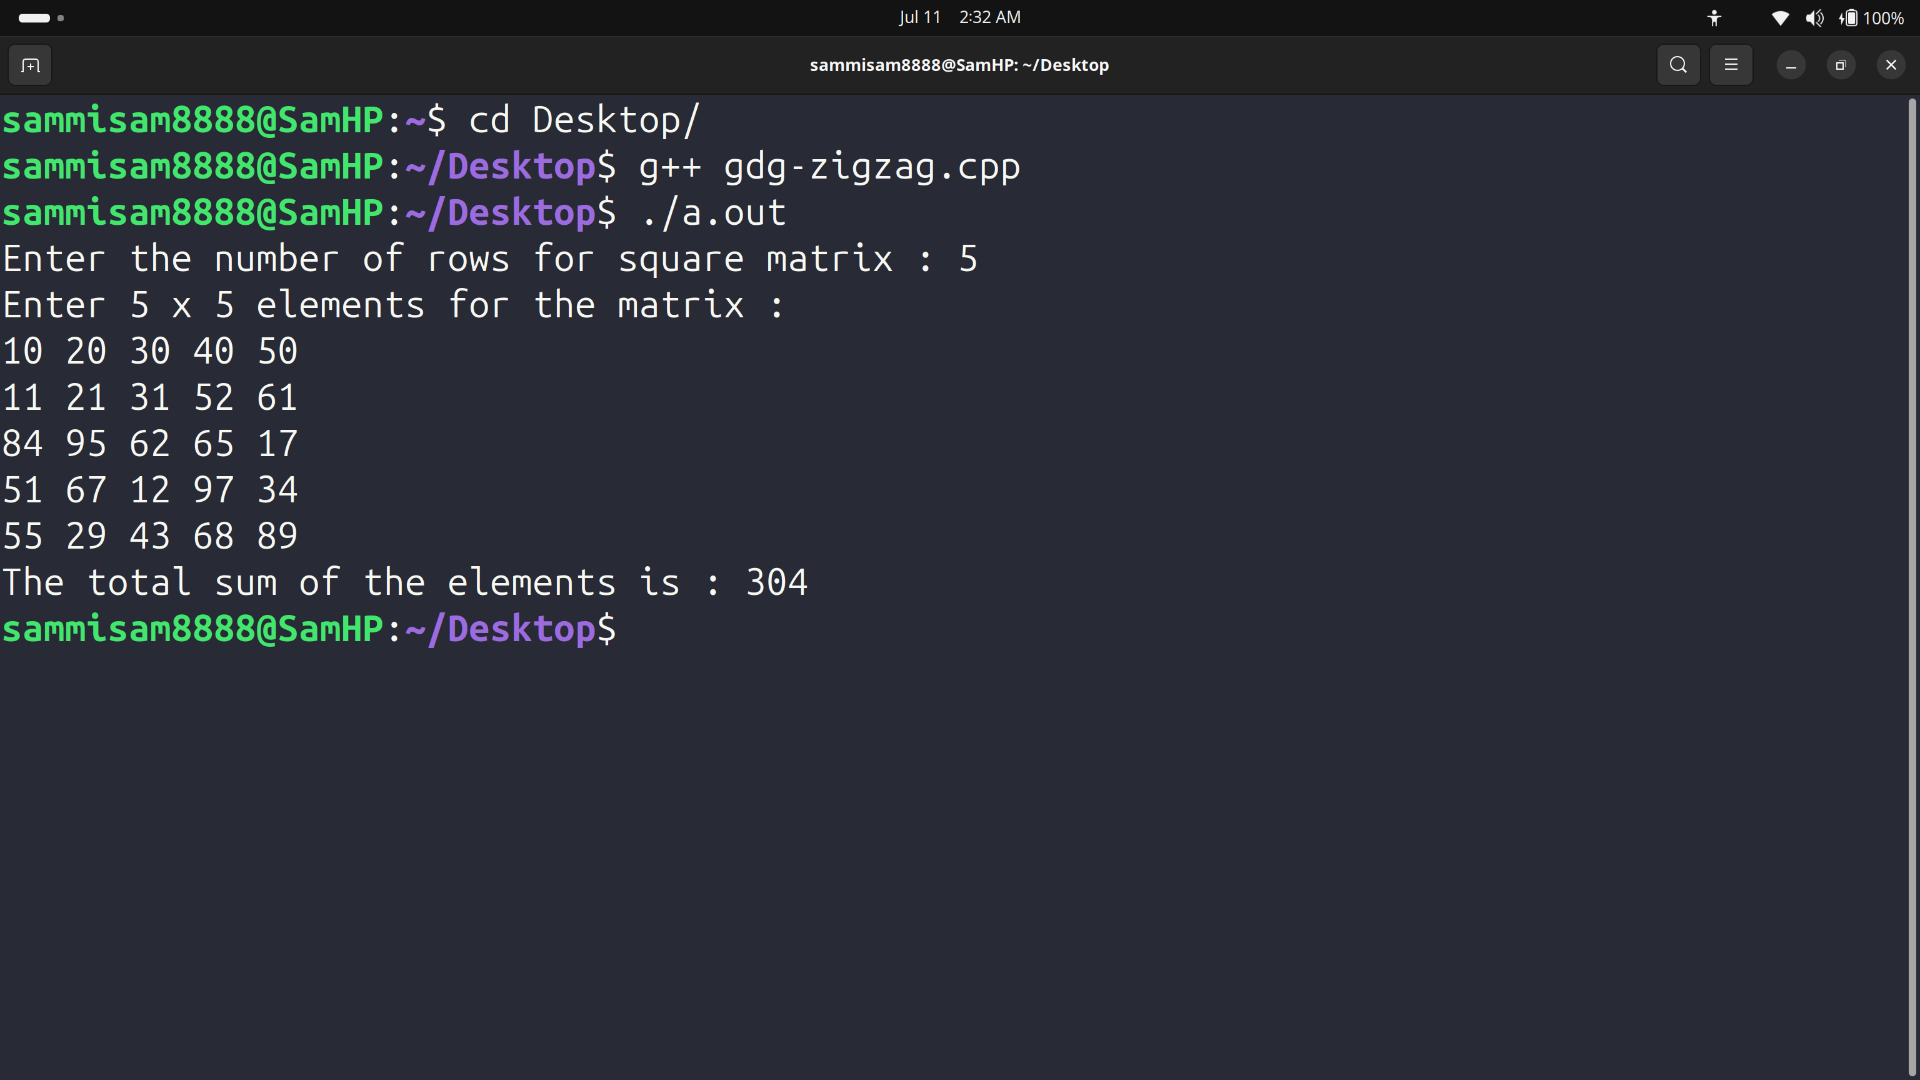 Jul 11 2:32 AM
100%
sammisam8888@SamHP: ~/Desktop
sammisam8888@SamHP:~$ cd Desktop/
sammisam8888@SamHP:~/Desktop$ g++ gdg-zigzag.cpp
sammisam8888@SamHP:~/Desktop$ ./a.out
Enter the number of rows for square matrix : 5
Enter 5 x 5 elements for the matrix :
10 20 30 40 50
11 21 31 52 61
84 95 62 65 17
51 67 12 97 34
55 29 43 68 89
The total sum of the elements is : 304
sammisam8888@SamHP:~/Desktop$